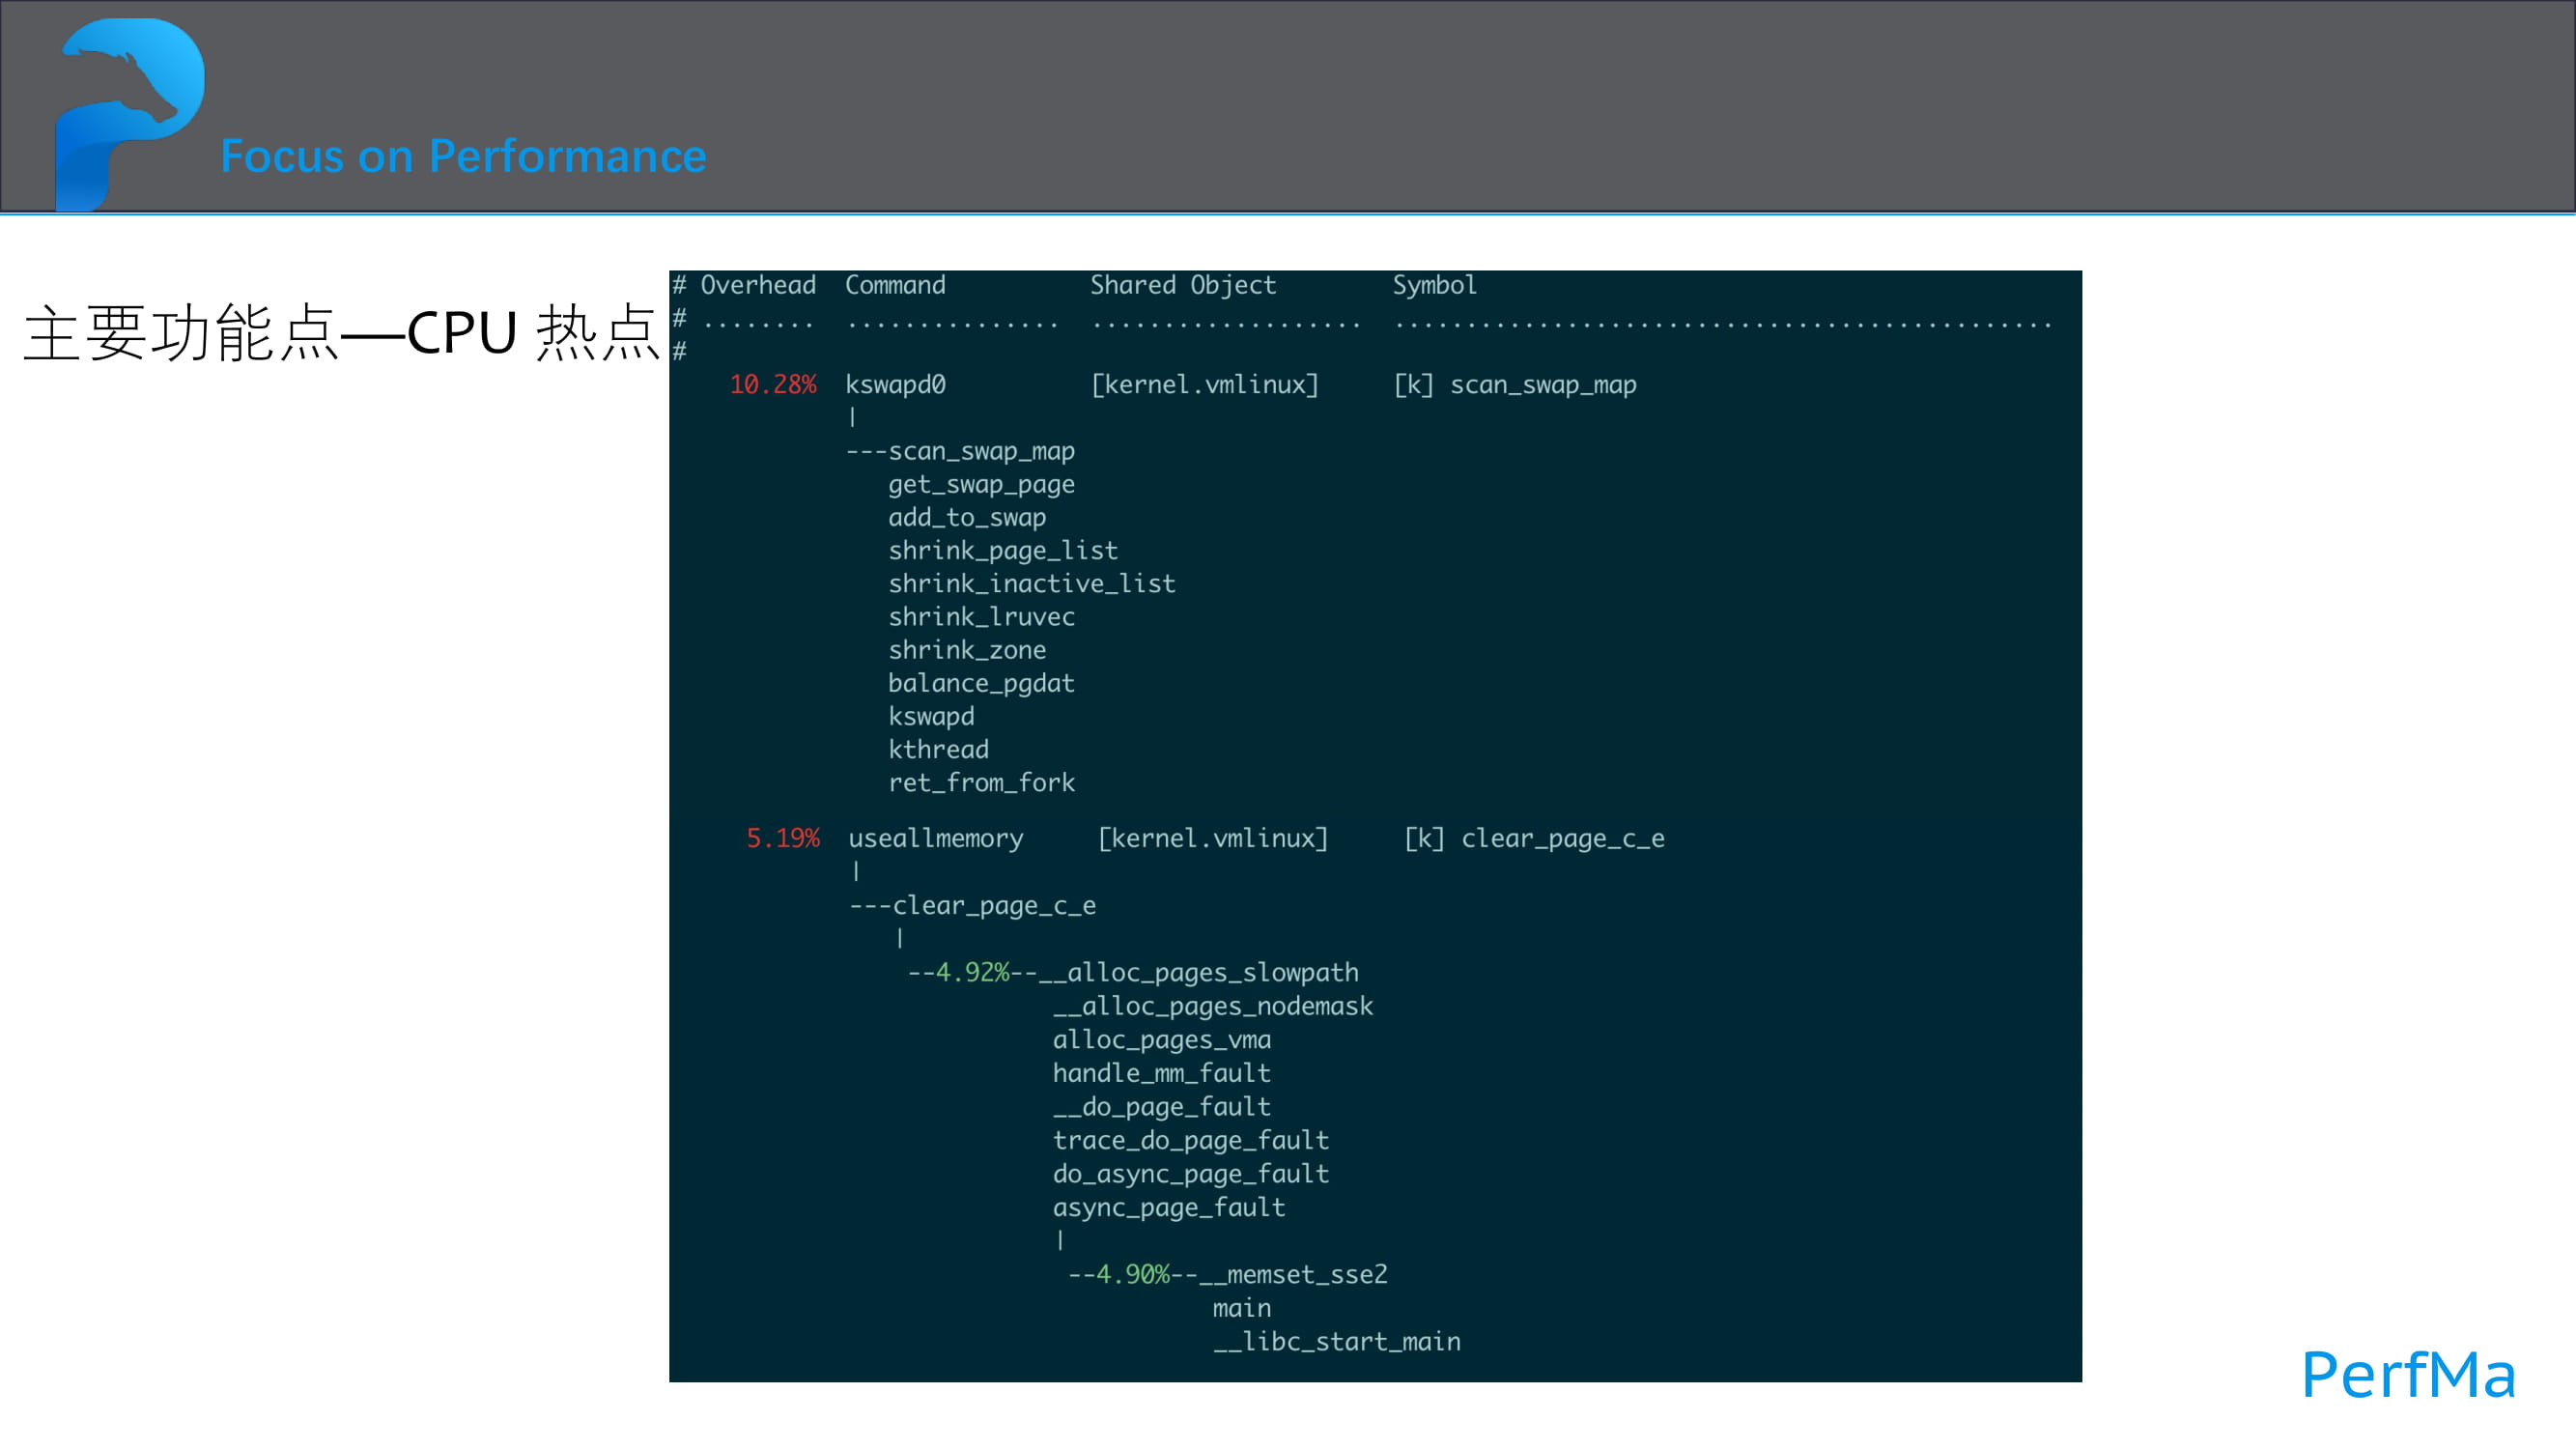 Focus on Performance
主要功能点—CPU 热点
# Overhead  Command          Shared Object        Symbol
# ........  ...............  ...................  ..............................................
#
    10.28%  kswapd0          [kernel.vmlinux]     [k] scan_swap_map
            |
            ---scan_swap_map
               get_swap_page
               add_to_swap
               shrink_page_list
               shrink_inactive_list
               shrink_lruvec
               shrink_zone
               balance_pgdat
               kswapd
               kthread
               ret_from_fork
     5.19%  useallmemory     [kernel.vmlinux]     [k] clear_page_c_e
            |
            ---clear_page_c_e
               |
                --4.92%--__alloc_pages_slowpath
                          __alloc_pages_nodemask
                          alloc_pages_vma
                          handle_mm_fault
                          __do_page_fault
                          trace_do_page_fault
                          do_async_page_fault
                          async_page_fault
                          |
                           --4.90%--__memset_sse2
                                     main
                                     __libc_start_main
PerfMa